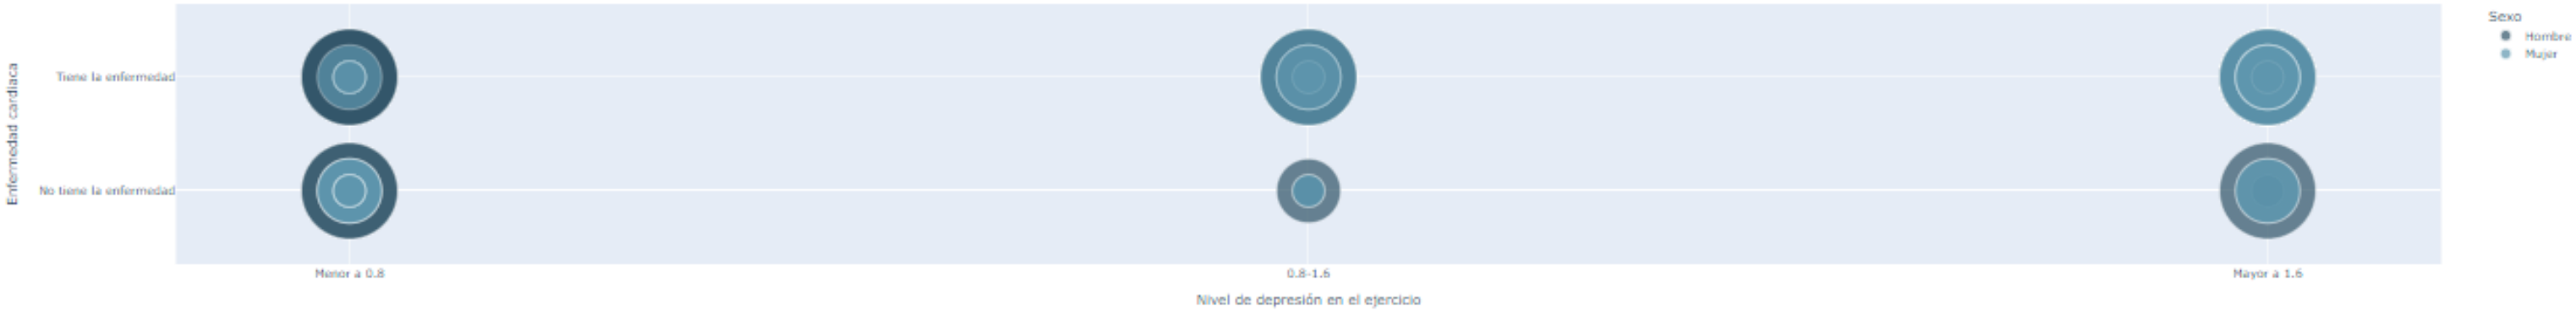 Sexo
Hombre
Mujer
Enfermedad cardíaca
Tiene la enfermedad
No tiene la enfermedad
Menor a 0.8
0.8-1.6
Mayor a 1.6
Nivel de depresión en el ejercicio